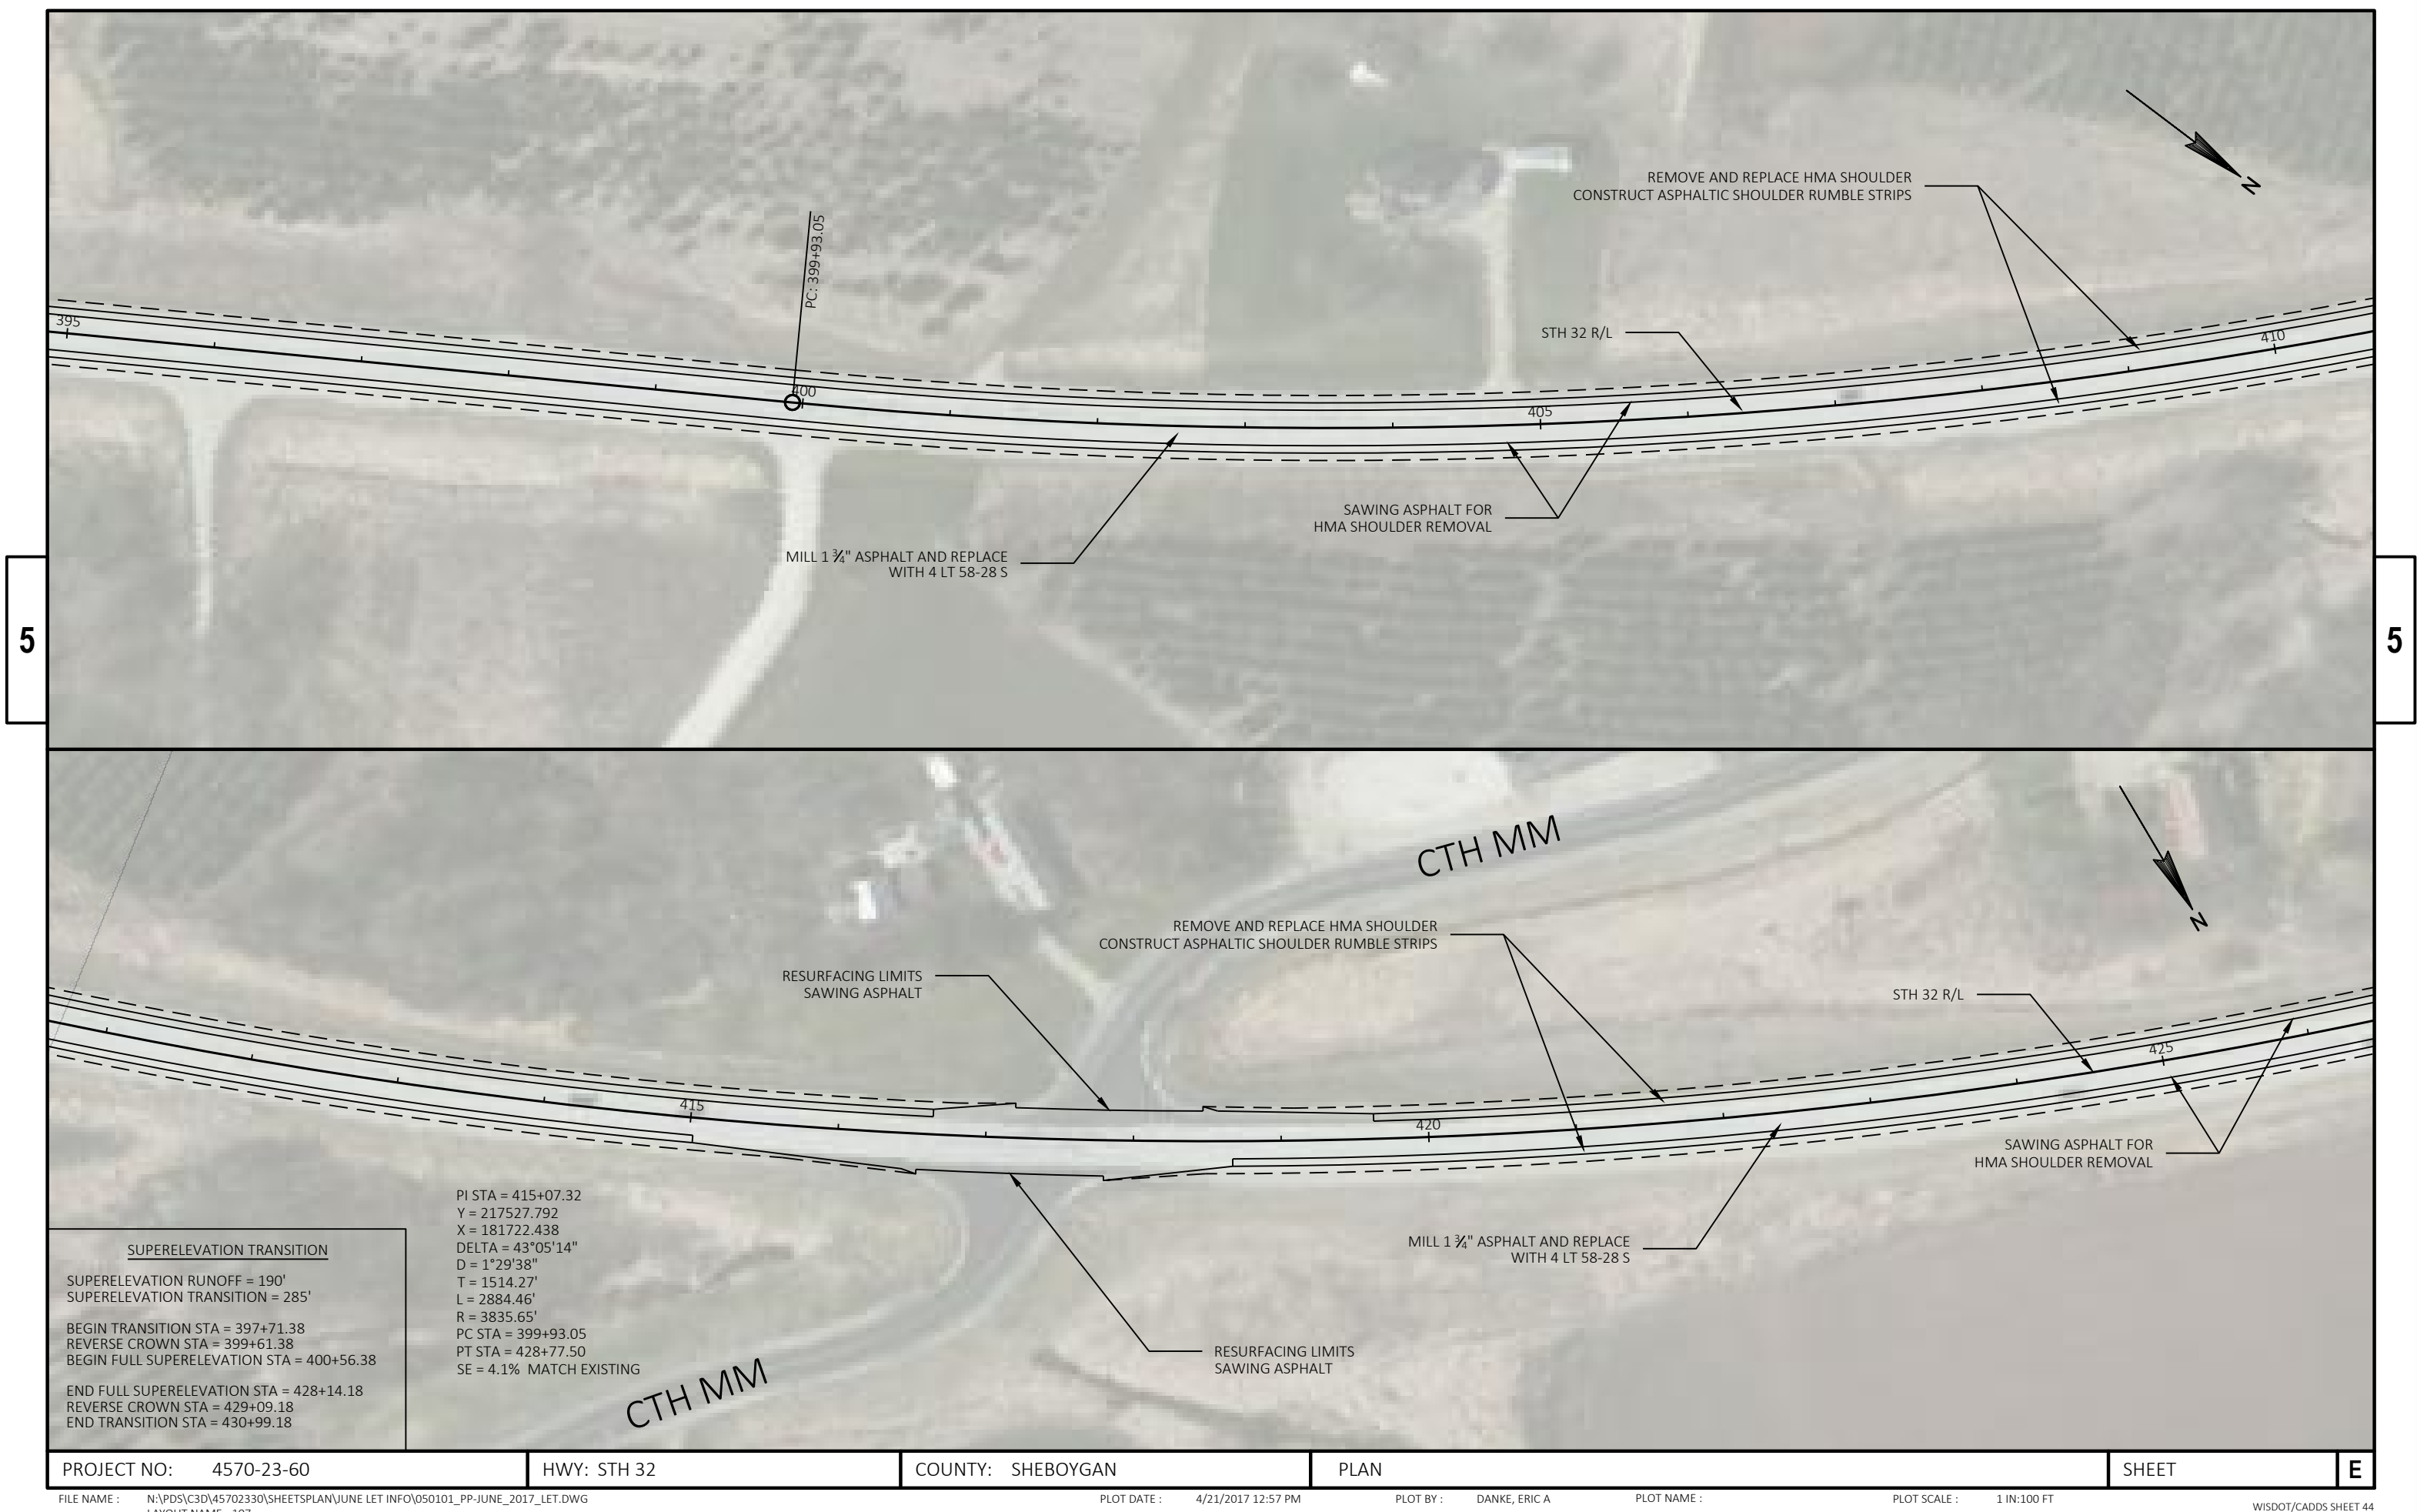 REMOVE AND REPLACE HMA SHOULDER
CONSTRUCT ASPHALTIC SHOULDER RUMBLE STRIPS
N
PC: 399+93.05
395
STH 32 R/L
410
400
405
SAWING ASPHALT FOR
HMA SHOULDER REMOVAL
MILL 1 ¾" ASPHALT AND REPLACE
WITH 4 LT 58-28 S
5
5
CTH MM
N
REMOVE AND REPLACE HMA SHOULDER
CONSTRUCT ASPHALTIC SHOULDER RUMBLE STRIPS
RESURFACING LIMITS
SAWING ASPHALT
STH 32 R/L
425
415
420
SAWING ASPHALT FOR
HMA SHOULDER REMOVAL
MILL 1 ¾" ASPHALT AND REPLACE
WITH 4 LT 58-28 S
PI STA = 415+07.32
Y = 217527.792
X = 181722.438
DELTA = 43°05'14"
D = 1°29'38"
T = 1514.27'
L = 2884.46'
R = 3835.65'
PC STA = 399+93.05
PT STA = 428+77.50
SE = 4.1% MATCH EXISTING
SUPERELEVATION TRANSITION
SUPERELEVATION RUNOFF = 190'
SUPERELEVATION TRANSITION = 285'
BEGIN TRANSITION STA = 397+71.38
REVERSE CROWN STA = 399+61.38
BEGIN FULL SUPERELEVATION STA = 400+56.38
END FULL SUPERELEVATION STA = 428+14.18
REVERSE CROWN STA = 429+09.18
END TRANSITION STA = 430+99.18
RESURFACING LIMITS
SAWING ASPHALT
CTH MM
PROJECT NO: 4570-23-60
HWY: STH 32
COUNTY: SHEBOYGAN
PLAN
SHEET
E
FILE NAME : N:\PDS\C3D\45702330\SHEETSPLAN\JUNE LET INFO\050101_PP-JUNE_2017_LET.DWG
PLOT DATE : 4/21/2017 12:57 PM
PLOT BY : DANKE, ERIC A
PLOT NAME :
PLOT SCALE : 1 IN:100 FT
WISDOT/CADDS SHEET 44